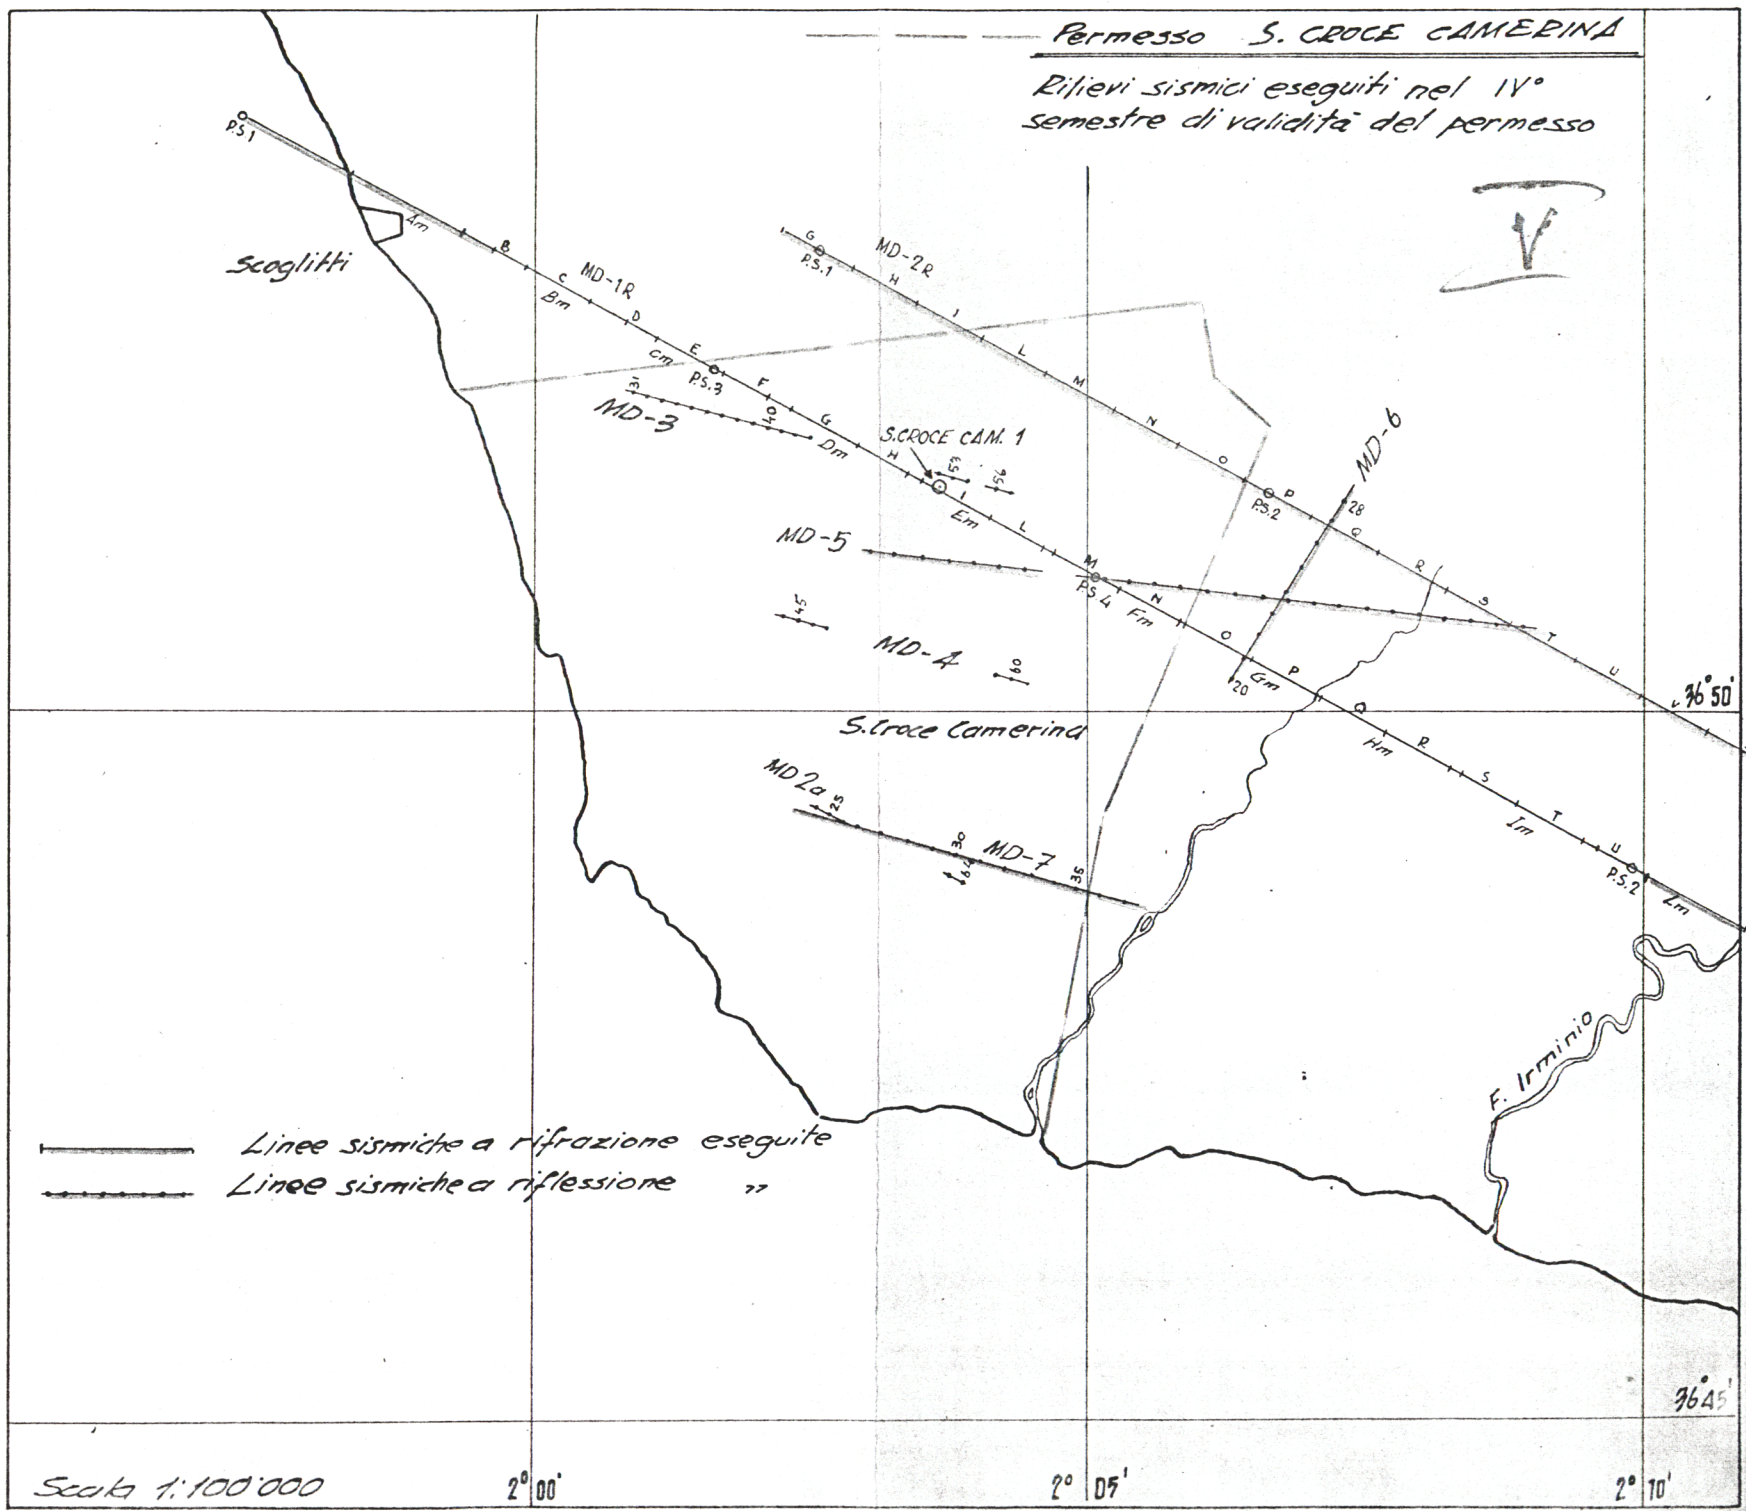 Permesso S. CROCE CAMERINA
Rilievi sismici eseguiti nel IV°
semestre di validità del permesso
V
P.S.1
Am
Scoglitti
B
C
MD-1R
Bm
D
Cm
E
P.S.3
F
G
H
I
L
M
N
O
P
Q
R
S
T
U
G
P.S.1
MD-2R
H
I
L
M
N
O
P
P.S.2
Q
R
S
T
U
31
MD-3
40
Dm
S.CROCE CAM. 1
53
56
Em
MD-6
28
20
MD-5
P.S.4
Fm
Gm
45
MD-4
60
36°50'
S. Croce Camerina
Hm
Im
P.S.2
Lm
MD2a
25
30
MD-7
64
35
F. Irminio
Linee sismiche a rifrazione eseguite
Linee sismiche a riflessione "
36°45'
Scala 1:100'000
2°00'
2°05'
2°10'